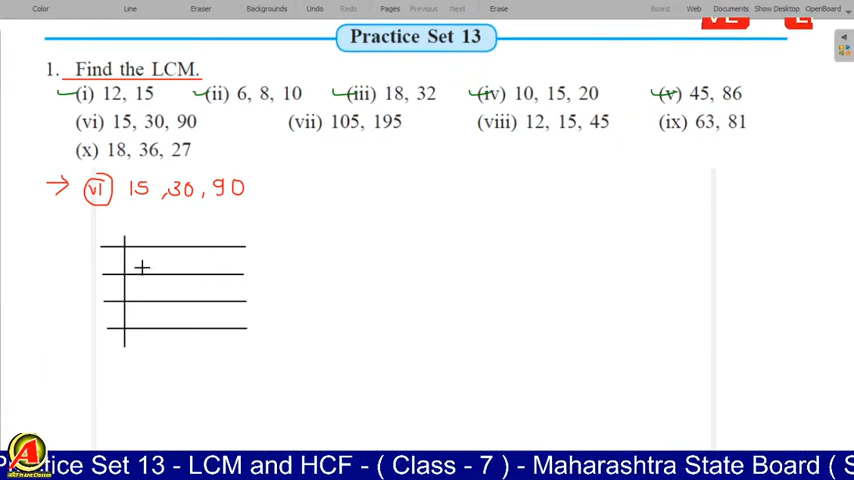 Color Line Eraser Backgrounds Undo Redo Pages Previous Next Erase Board Web Documents Show Desktop OpenBoard
Practice Set 13
1. Find the LCM.
(i) 12, 15 (ii) 6, 8, 10 (iii) 18, 32 (iv) 10, 15, 20 (v) 45, 86
(vi) 15, 30, 90 (vii) 105, 195 (viii) 12, 15, 45 (ix) 63, 81
(x) 18, 36, 27
→ (vi) 15 , 30 , 90
Practice Set 13 - LCM and HCF - ( Class - 7 ) - Maharashtra State Board ( S